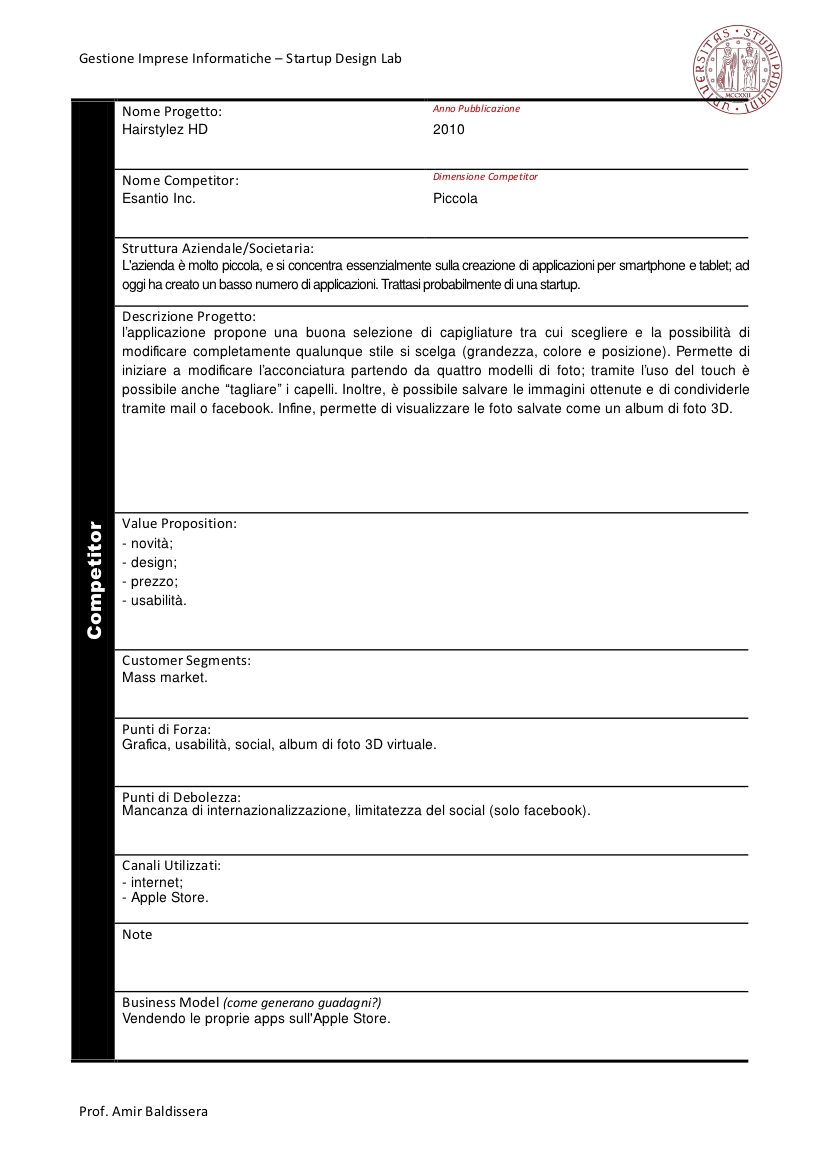 Gestione Imprese Informatiche – Startup Design Lab
UNIVERSITAS • STUDII PADUANI •
MCCXXII
Nome Progetto:
Anno Pubblicazione
Hairstylez HD
2010
Nome Competitor:
Dimensione Competitor
Esantio Inc.
Piccola
Struttura Aziendale/Societaria:
L'azienda è molto piccola, e si concentra essenzialmente sulla creazione di applicazioni per smartphone e tablet; ad
oggi ha creato un basso numero di applicazioni. Trattasi probabilmente di una startup.
Descrizione Progetto:
l’applicazione propone una buona selezione di capigliature tra cui scegliere e la possibilità di
modificare completamente qualunque stile si scelga (grandezza, colore e posizione). Permette di
iniziare a modificare l’acconciatura partendo da quattro modelli di foto; tramite l’uso del touch è
possibile anche “tagliare” i capelli. Inoltre, è possibile salvare le immagini ottenute e di condividerle
tramite mail o facebook. Infine, permette di visualizzare le foto salvate come un album di foto 3D.
Competitor
Value Proposition:
- novità;
- design;
- prezzo;
- usabilità.
Customer Segments:
Mass market.
Punti di Forza:
Grafica, usabilità, social, album di foto 3D virtuale.
Punti di Debolezza:
Mancanza di internazionalizzazione, limitatezza del social (solo facebook).
Canali Utilizzati:
- internet;
- Apple Store.
Note
Business Model (come generano guadagni?)
Vendendo le proprie apps sull'Apple Store.
Prof. Amir Baldissera